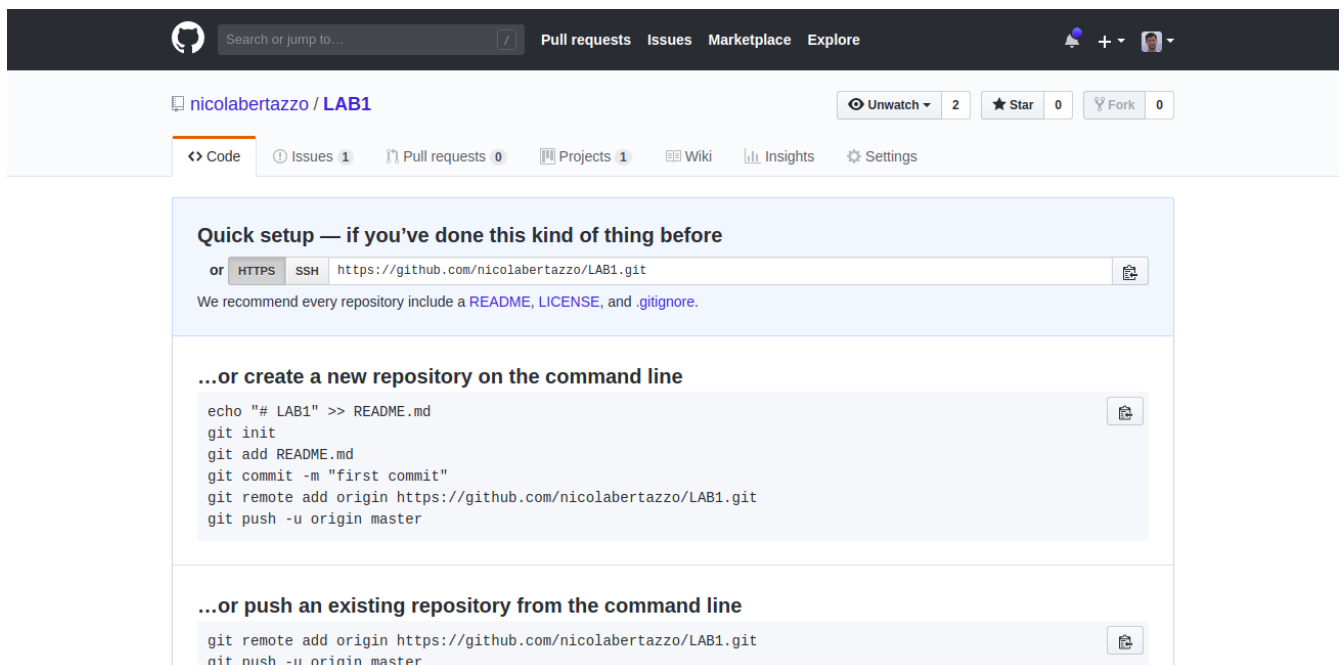 Search or jump to... /
Pull requests Issues Marketplace Explore
nicolabertazzo / LAB1
Unwatch 2 Star 0 Fork 0
Code Issues 1 Pull requests 0 Projects 1 Wiki Insights Settings
Quick setup — if you’ve done this kind of thing before
or HTTPS SSH https://github.com/nicolabertazzo/LAB1.git
We recommend every repository include a README, LICENSE, and .gitignore.
…or create a new repository on the command line
echo "# LAB1" >> README.md
git init
git add README.md
git commit -m "first commit"
git remote add origin https://github.com/nicolabertazzo/LAB1.git
git push -u origin master
…or push an existing repository from the command line
git remote add origin https://github.com/nicolabertazzo/LAB1.git
git push -u origin master